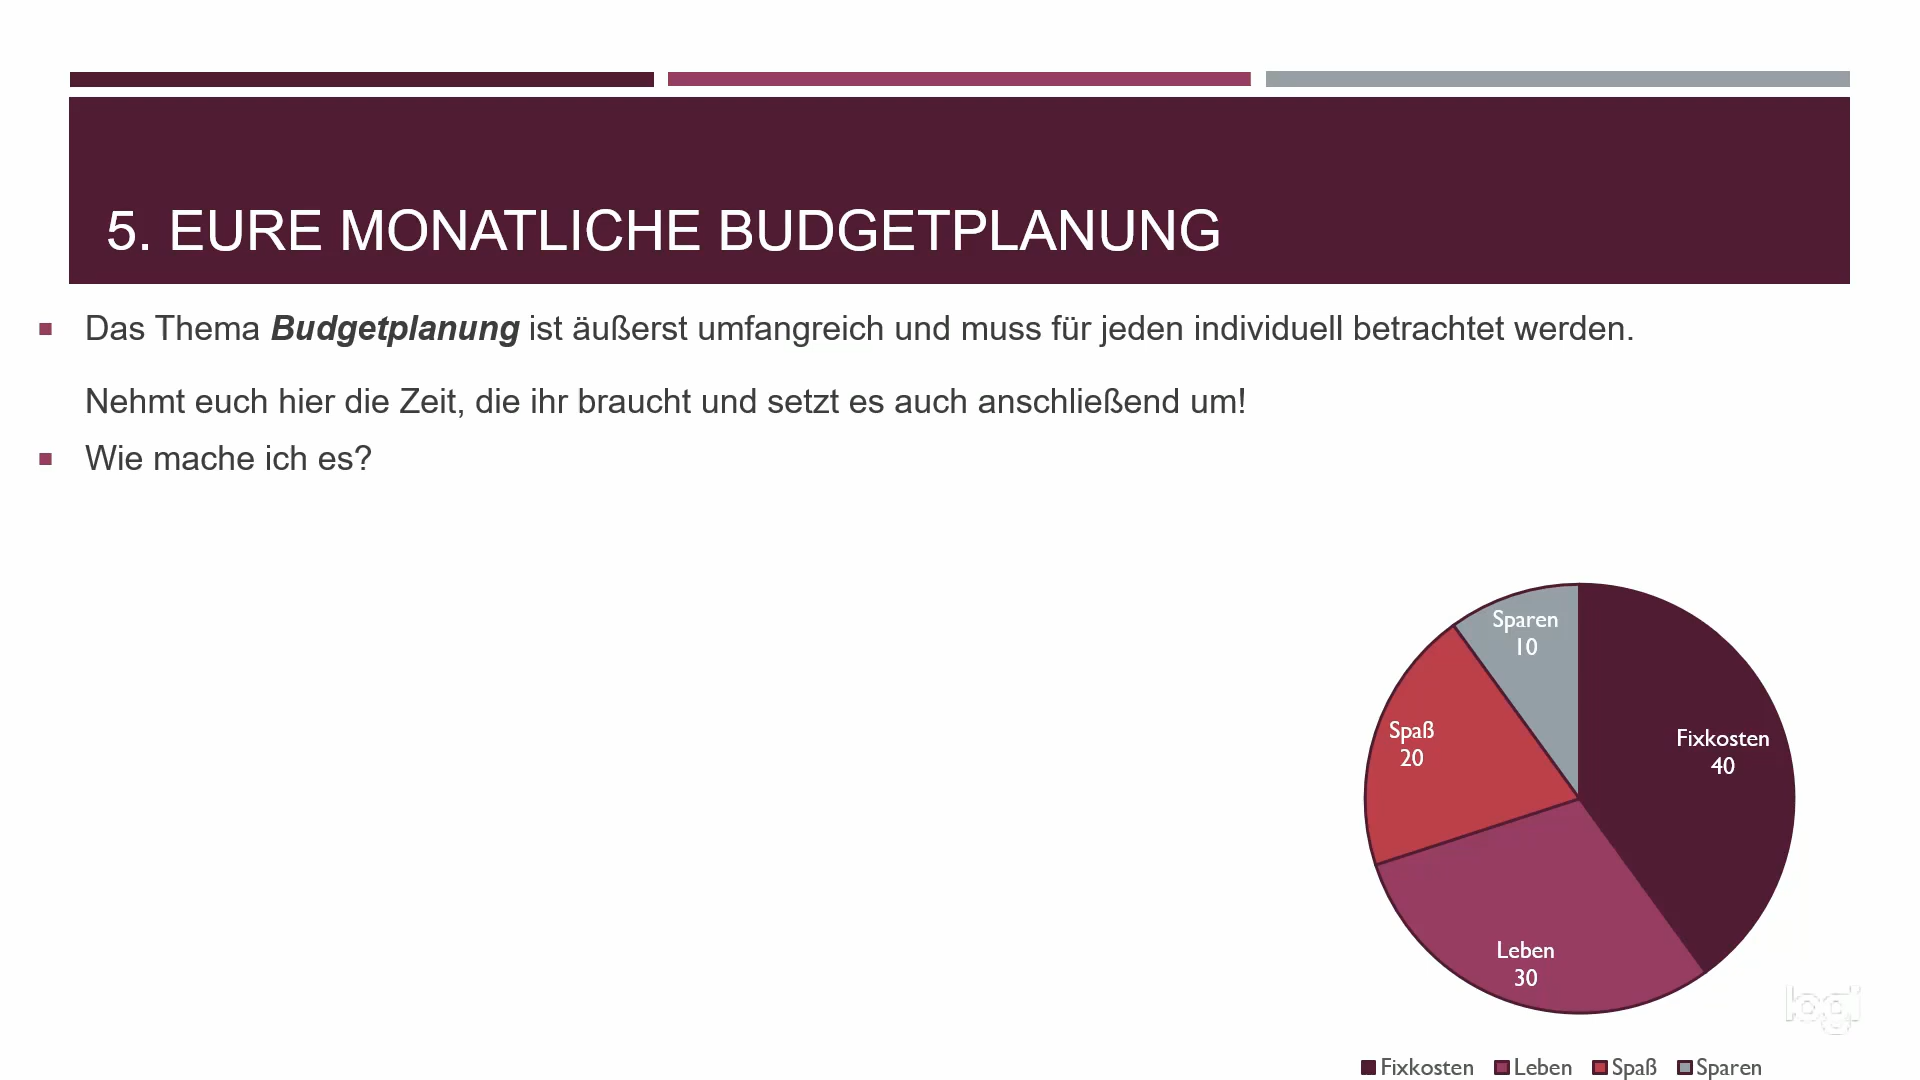 5. EURE MONATLICHE BUDGETPLANUNG
Das Thema Budgetplanung ist äußerst umfangreich und muss für jeden individuell betrachtet werden.
Nehmt euch hier die Zeit, die ihr braucht und setzt es auch anschließend um!
Wie mache ich es?
Sparen
10
Spaß
20
Fixkosten
40
Leben
30
logi
Fixkosten Leben Spaß Sparen